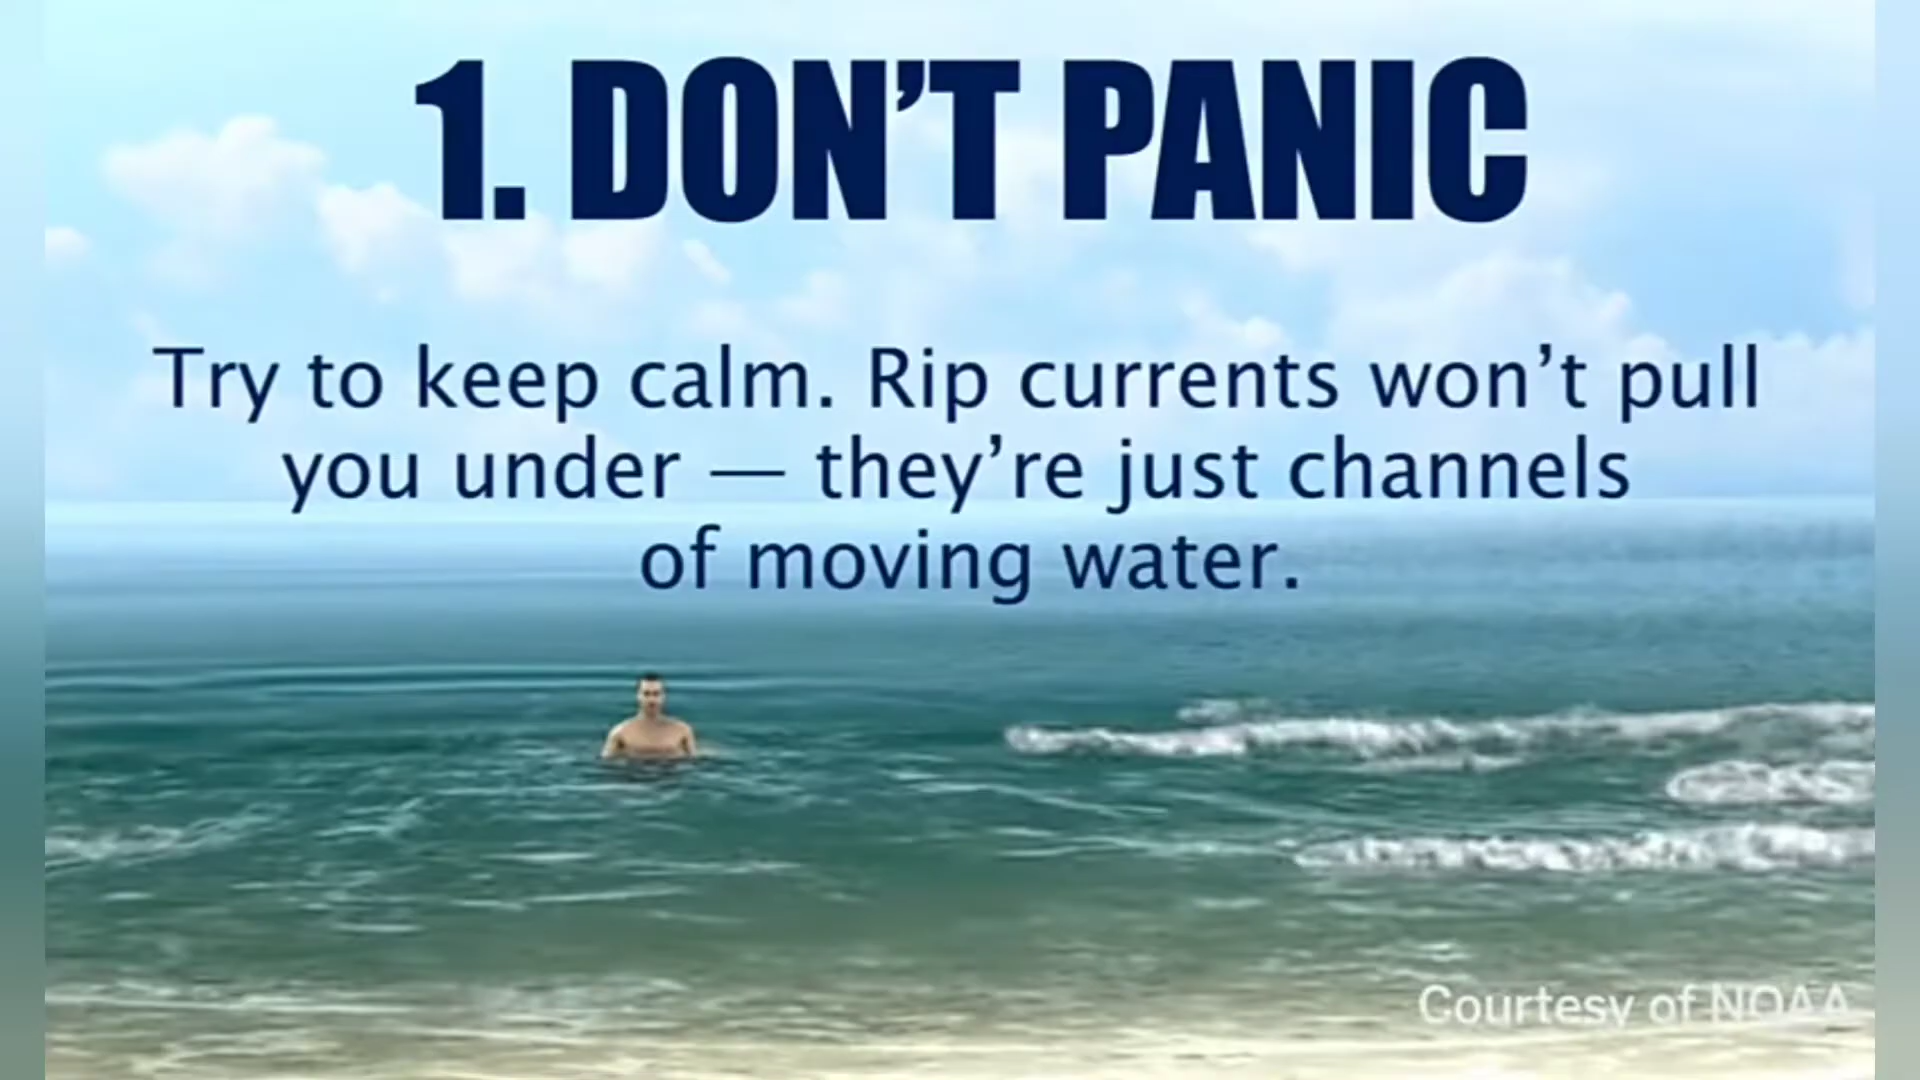 1. DON’T PANIC
Try to keep calm. Rip currents won’t pull
you under — they’re just channels
of moving water.
Courtesy of NOAA